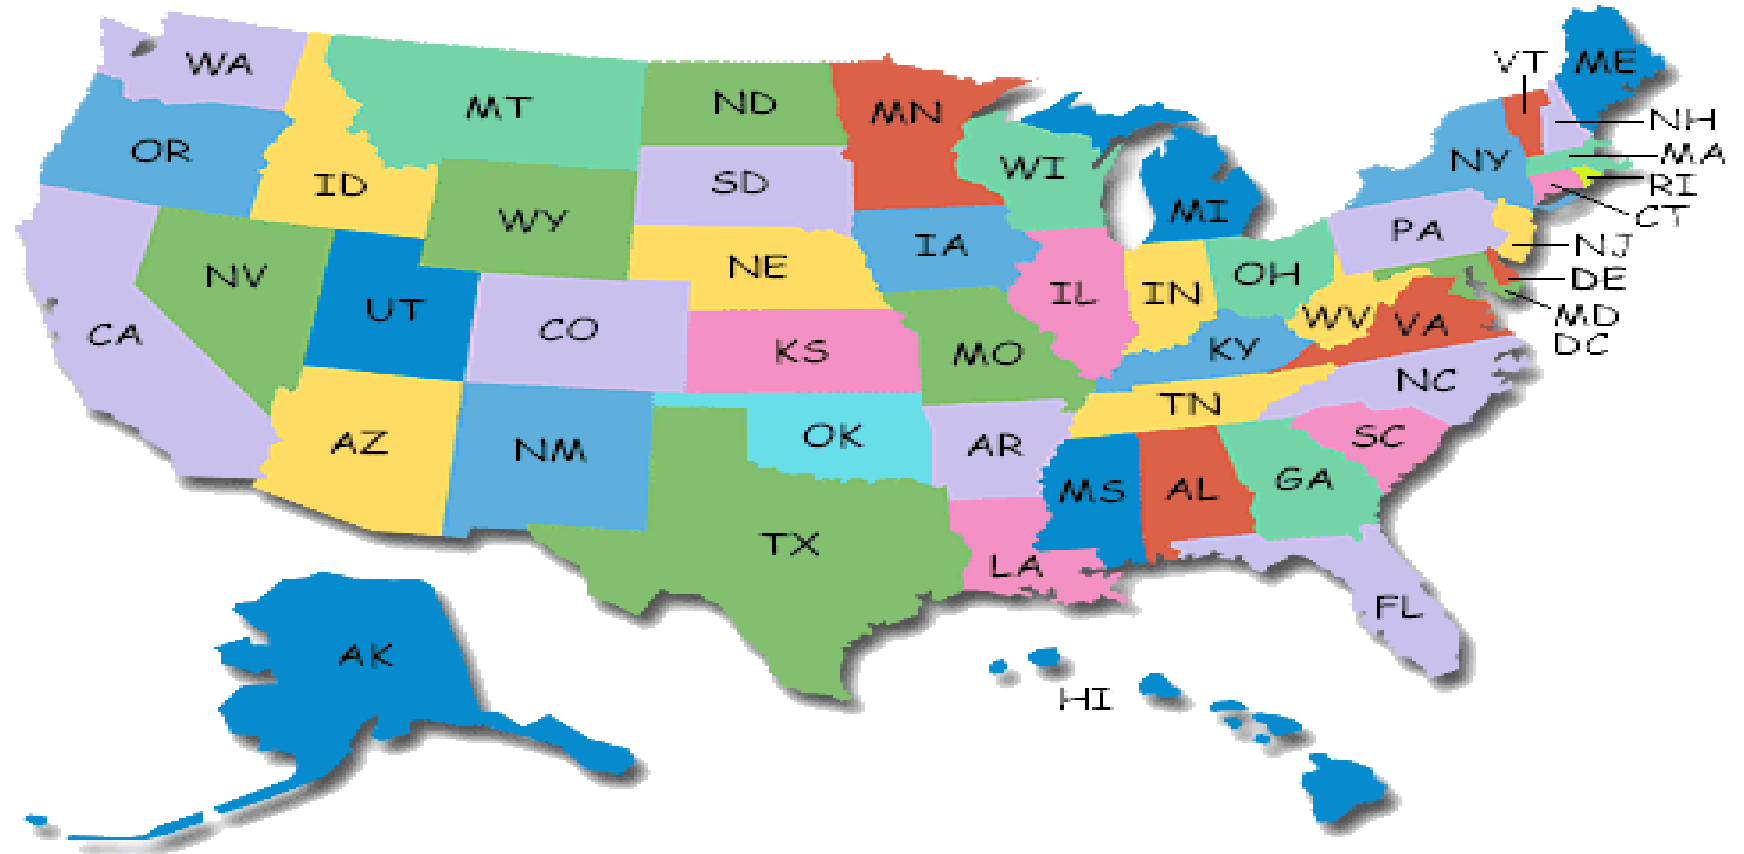 WA
MT
ND
MN
VT
ME
OR
ID
WY
SD
WI
MI
NY
NH
MA
RI
CT
NV
UT
CO
NE
IA
IL
IN
OH
PA
NJ
DE
MD
DC
CA
KS
MO
KY
WV
VA
AZ
NM
OK
AR
TN
NC
SC
TX
LA
MS
AL
GA
FL
AK
HI